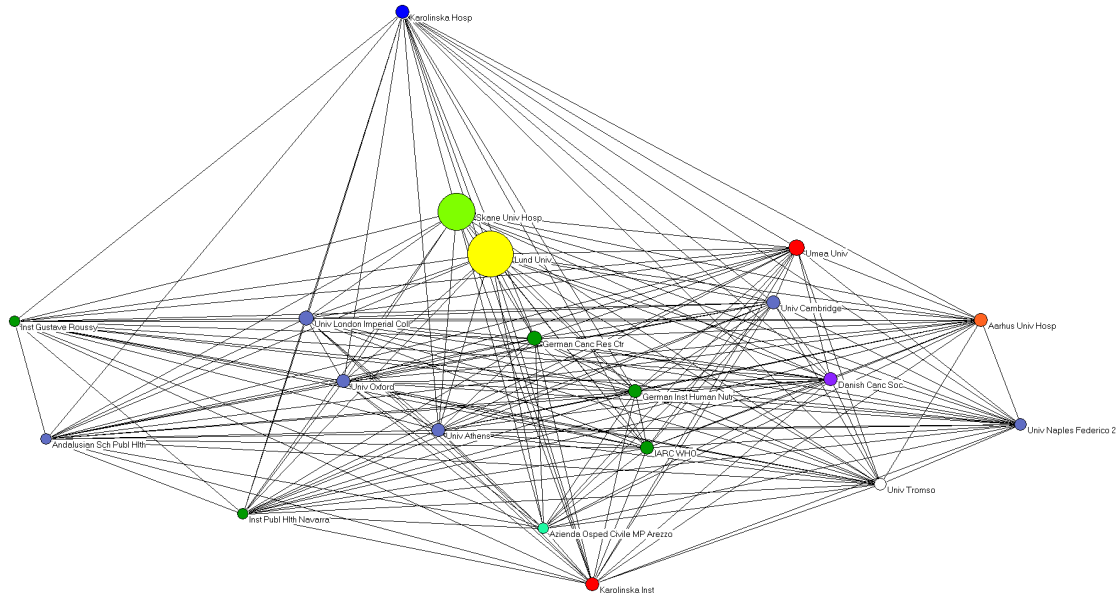 Karolinska Hosp
Skane Univ Hosp
Umea Univ
Lund Univ
Univ Cambridge
Univ London Imperial Coll
Aarhus Univ Hosp
Inst Gustave Roussy
German Canc Res Ctr
Danish Canc Soc
Univ Oxford
German Inst Human Nutr
Univ Naples Federico 2
Univ Athens
Andalusian Sch Publ Hlth
IARC WHO
Univ Tromso
Inst Publ Hlth Navarra
Azienda Osped Civile MP Arezzo
Karolinska Inst